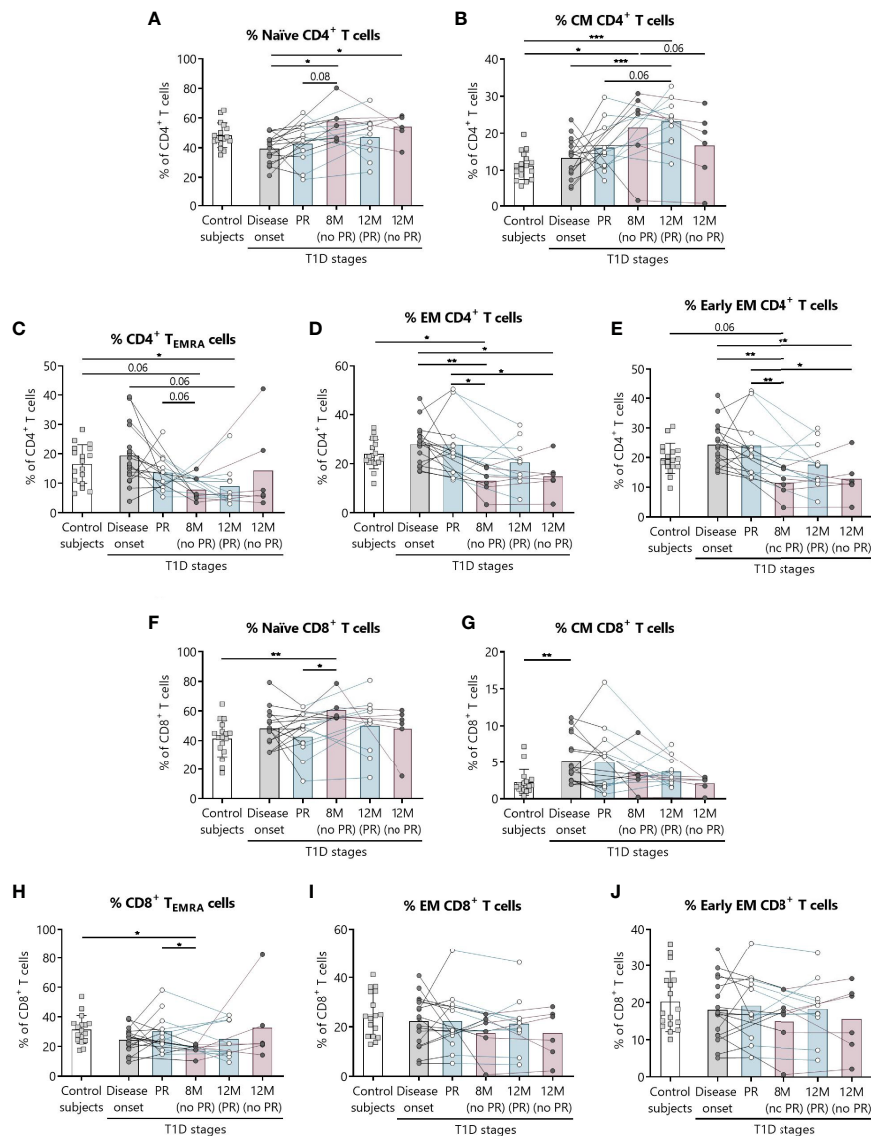 A
% Naïve CD4+ T cells
*
*
0.08
% of CD4+ T cells
100
80
60
40
20
0
Control subjects
Disease onset
PR
8M (no PR)
12M (PR)
12M (no PR)
T1D stages
B
% CM CD4+ T cells
***
0.06
*
***
0.06
% of CD4+ T cells
40
30
20
10
0
Control subjects
Disease onset
PR
8M (no PR)
12M (PR)
12M (no PR)
T1D stages
C
% CD4+ TEMRA cells
*
0.06
0.06
0.06
% of CD4+ T cells
50
40
30
20
10
0
Control subjects
Disease onset
PR
8M (no PR)
12M (PR)
12M (no PR)
T1D stages
D
% EM CD4+ T cells
*
*
**
*
*
% of CD4+ T cells
60
40
20
0
Control subjects
Disease onset
PR
8M (no PR)
12M (PR)
12M (no PR)
T1D stages
E
% Early EM CD4+ T cells
0.06
**
**
*
**
% of CD4+ T cells
50
40
30
20
10
0
Control subjects
Disease onset
PR
8M (nc PR)
12M (PR)
12M (no PR)
T1D stages
F
% Naïve CD8+ T cells
**
*
% of CD8+ T cells
100
80
60
40
20
0
Control subjects
Disease onset
PR
8M (no PR)
12M (PR)
12M (no PR)
T1D stages
G
% CM CD8+ T cells
**
% of CD8+ T cells
20
15
10
5
0
Control subjects
Disease onset
PR
8M (no PR)
12M (PR)
12M (no PR)
T1D stages
H
% CD8+ TEMRA cells
*
*
% of CD8+ T cells
100
80
60
40
20
0
Control subjects
Disease onset
PR
8M (no PR)
12M (PR)
12M (no PR)
T1D stages
I
% EM CD8+ T cells
% of CD8+ T cells
60
40
20
0
Control subjects
Disease onset
PR
8M (no PR)
12M (PR)
12M (no PR)
T1D stages
J
% Early EM CD8+ T cells
% of CD8+ T cells
40
30
20
10
0
Control subjects
Disease onset
PR
8M (nc PR)
12M (PR)
12M (no PR)
T1D stages